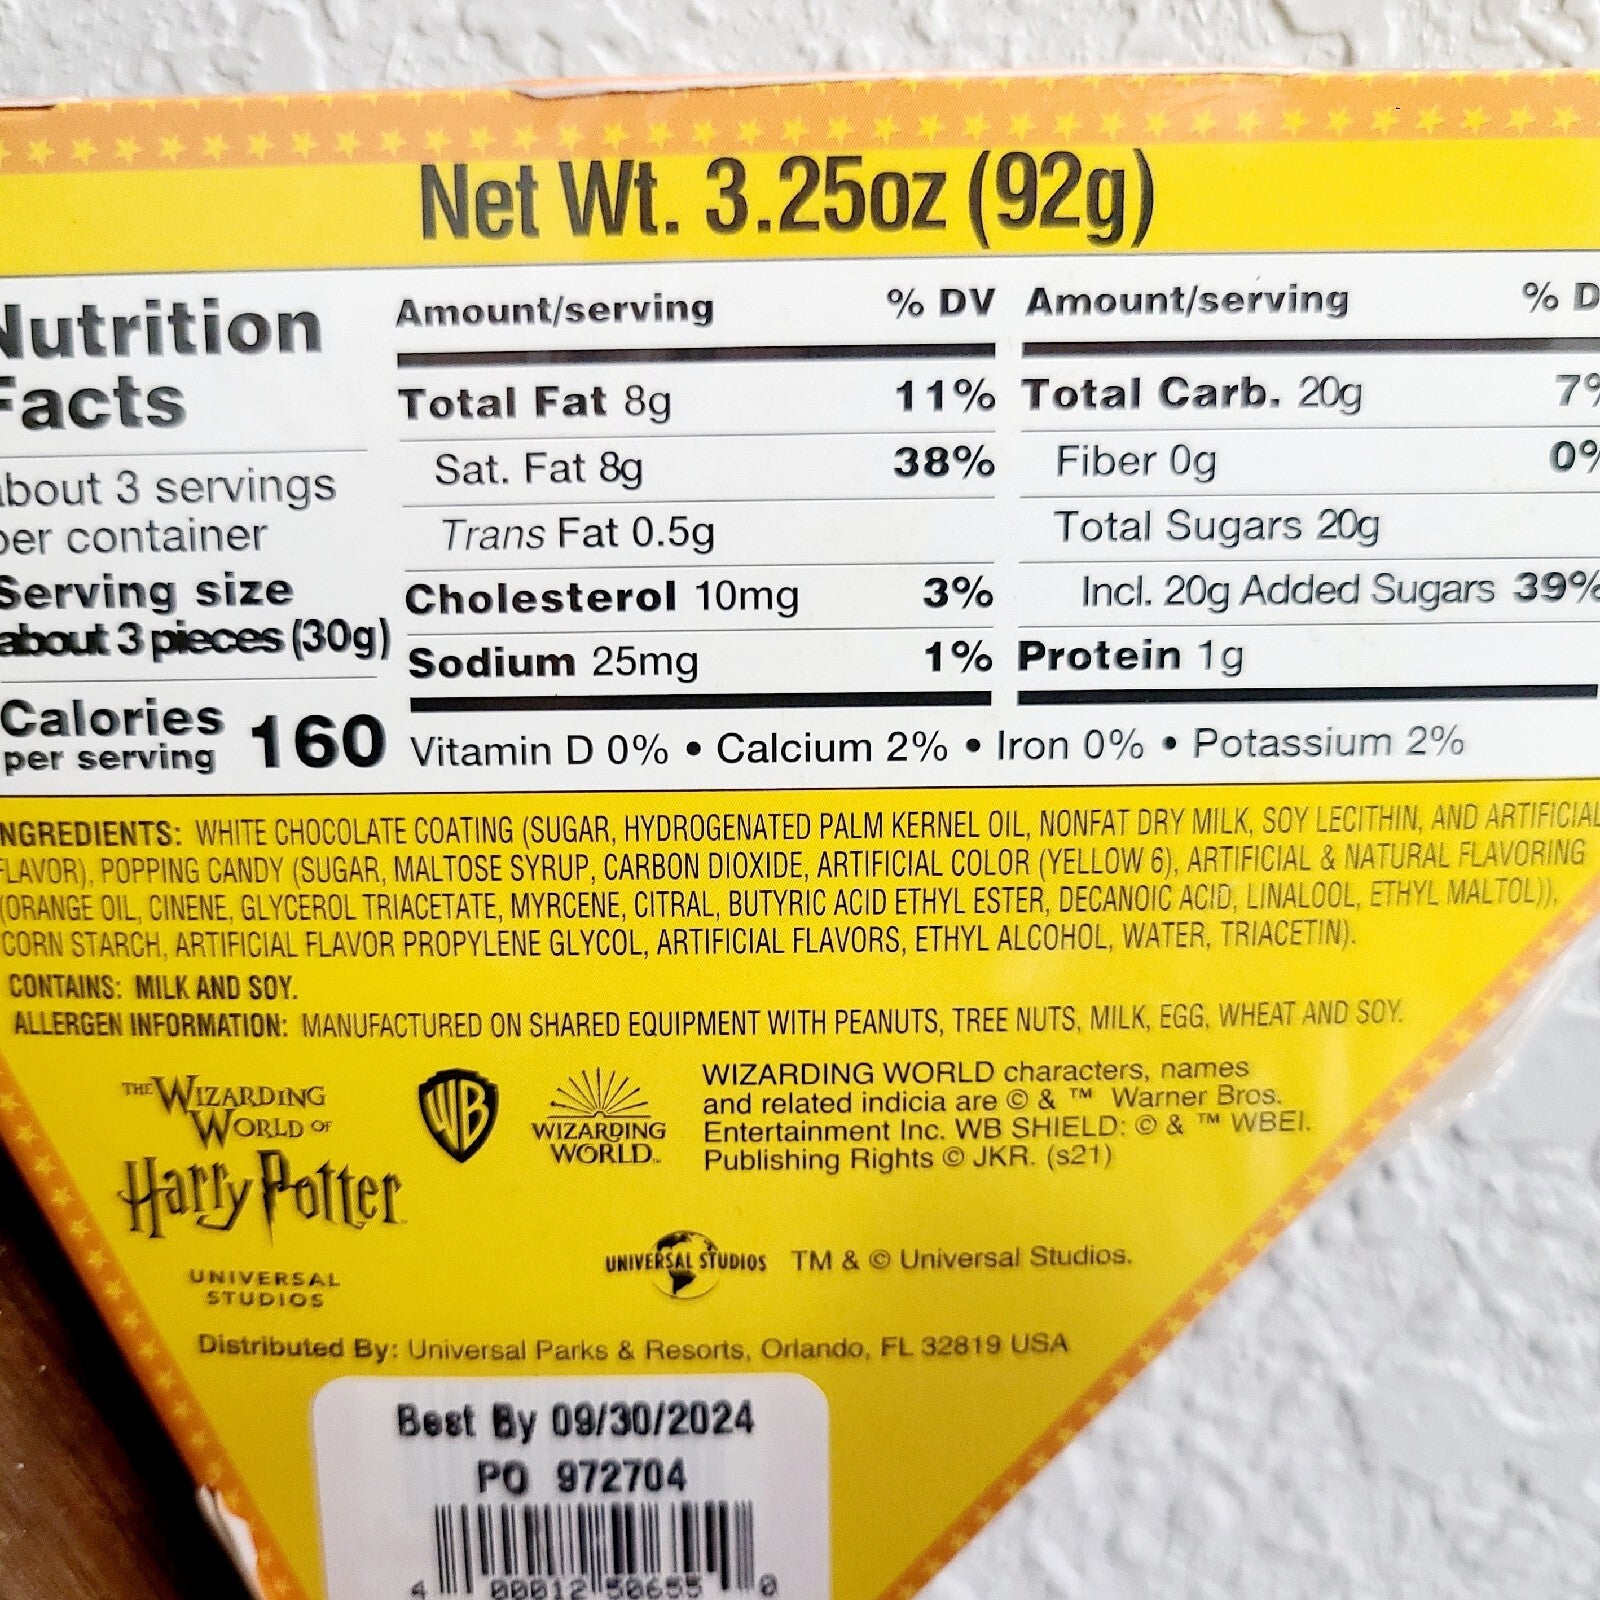 Net Wt. 3.25oz (92g)
Nutrition
Facts
about 3 servings
per container
Serving size
about 3 pieces (30g)
Calories
per serving 160
Amount/serving % DV
Total Fat 8g 11%
Sat. Fat 8g 38%
Trans Fat 0.5g
Cholesterol 10mg 3%
Sodium 25mg 1%
Amount/serving % D
Total Carb. 20g 7%
Fiber 0g 0%
Total Sugars 20g
Incl. 20g Added Sugars 39%
Protein 1g
Vitamin D 0% • Calcium 2% • Iron 0% • Potassium 2%
INGREDIENTS: WHITE CHOCOLATE COATING (SUGAR, HYDROGENATED PALM KERNEL OIL, NONFAT DRY MILK, SOY LECITHIN, AND ARTIFICIAL
FLAVOR), POPPING CANDY (SUGAR, MALTOSE SYRUP, CARBON DIOXIDE, ARTIFICIAL COLOR (YELLOW 6), ARTIFICIAL & NATURAL FLAVORING
(ORANGE OIL, CINENE, GLYCEROL TRIACETATE, MYRCENE, CITRAL, BUTYRIC ACID ETHYL ESTER, DECANOIC ACID, LINALOOL, ETHYL MALTOL)),
CORN STARCH, ARTIFICIAL FLAVOR PROPYLENE GLYCOL, ARTIFICIAL FLAVORS, ETHYL ALCOHOL, WATER, TRIACETIN).
CONTAINS: MILK AND SOY.
ALLERGEN INFORMATION: MANUFACTURED ON SHARED EQUIPMENT WITH PEANUTS, TREE NUTS, MILK, EGG, WHEAT AND SOY.
THE WIZARDING
WORLD OF
Harry Potter
UNIVERSAL
STUDIOS
WB
WIZARDING
WORLD™
WIZARDING WORLD characters, names
and related indicia are © & ™ Warner Bros.
Entertainment Inc. WB SHIELD: © & ™ WBEI.
Publishing Rights © JKR. (s21)
UNIVERSAL STUDIOS TM & © Universal Studios.
Distributed By: Universal Parks & Resorts, Orlando, FL 32819 USA
Best By 09/30/2024
PO 972704
4 00012 50655 0